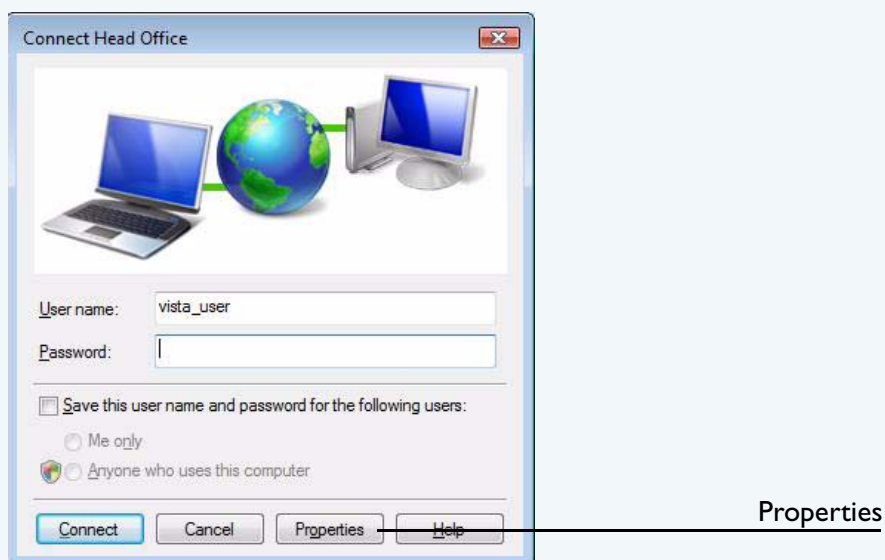 Connect Head Office
User name:
vista_user
Password:
Save this user name and password for the following users:
Me only
Anyone who uses this computer
Connect
Cancel
Properties
Help
Properties